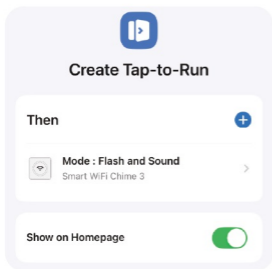 Create Tap-to-Run
Then
Mode : Flash and Sound
Smart WiFi Chime 3
Show on Homepage